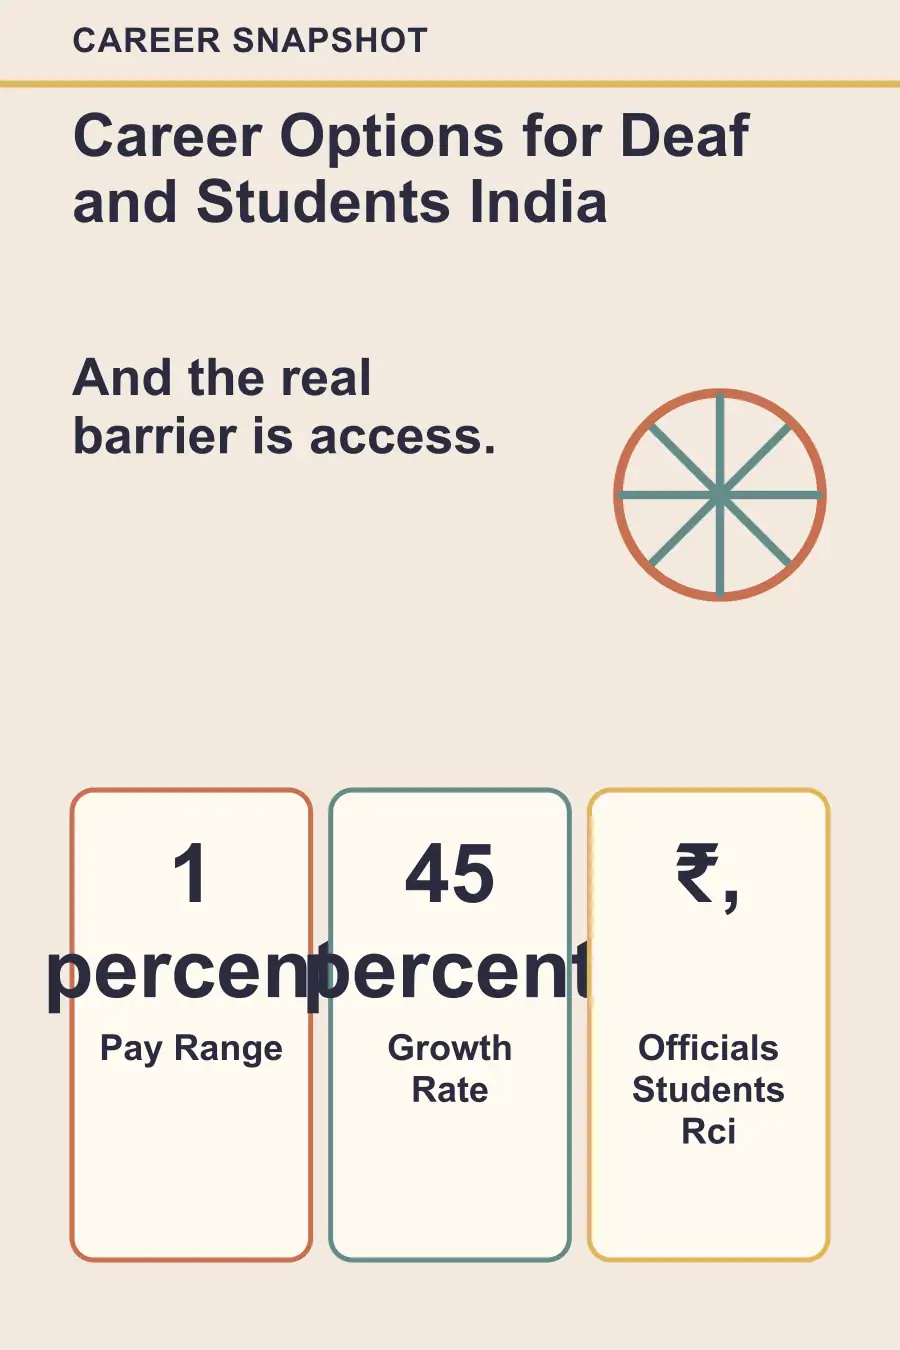 CAREER SNAPSHOT
Career Options for Deaf
and Students India
And the real
barrier is access.
1
percent
Pay Range
45
percent
Growth
Rate
₹,
Officials
Students
Rci